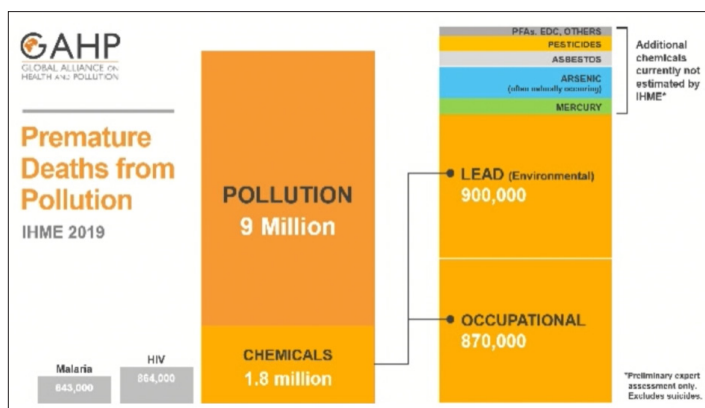 GAHP
GLOBAL ALLIANCE ON
HEALTH AND POLLUTION
Premature
Deaths from
Pollution
IHME 2019
Malaria
643,000
HIV
864,000
POLLUTION
9 Million
CHEMICALS
1.8 million
PFAs, EDC, OTHERS
PESTICIDES
ASBESTOS
ARSENIC
(often naturally occuring)
MERCURY
LEAD (Environmental)
900,000
OCCUPATIONAL
870,000
Additional
chemicals
currently not
estimated by
IHME*
*Preliminary expert
assessment only.
Excludes suicides.